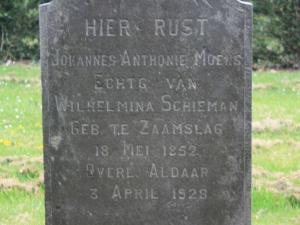 HIER RUST
JOHANNES ANTHONIE MOENS
ECHTG VAN
WILHELMINA SCHIEMAN
GEB. TE ZAAMSLAG
18 MEI 1852
OVERL. ALDAAR
3 APRIL 1929